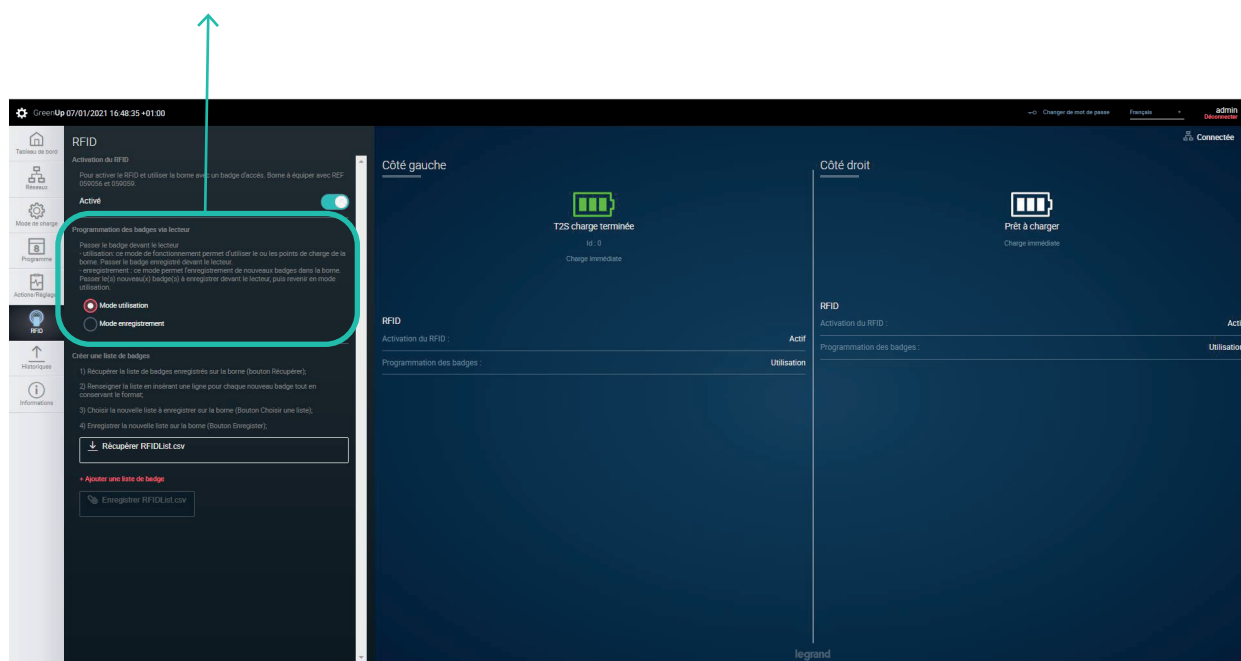 GreenUp 07/01/2021 16:48:35 +01:00
Changer de mot de passe
Français
admin
Déconnecter
Connectée
Tableau de bord
Réseaux
Mode de charge
8
Programme
Actions/Réglage
RFID
Historiques
Informations
RFID
Activation du RFID
Pour activer le RFID et utiliser la borne avec un badge d'accés. Borne à équiper avec REF
059056 et 059059.
Activé
Programmation des badges via lecteur
Passer le badge devant le lecteur
- utilisation: ce mode de fonctionnement permet d'utiliser le ou les points de charge de la
borne. Passer le badge enregistré devant le lecteur.
- enregistrement : ce mode permet l'enregistrement de nouveaux badges dans la borne.
Passer le(s) nouveau(x) badge(s) à enregistrer devant le lecteur, puis revenir en mode
utilisation.
Mode utilisation
Mode enregistrement
Créer une liste de badges
1) Récupérer la liste de badges enregistrés sur la borne (bouton Récupérer);
2) Renseigner la liste en insérant une ligne pour chaque nouveau badge tout en
conservant le format;
3) Choisir la nouvelle liste à enregistrer sur la borne (Bouton Choisir une liste);
4) Enregistrer la nouvelle liste sur la borne (Bouton Enregister);
Récupérer RFIDList.csv
+ Ajouter une liste de badge
Enregistrer RFIDList.csv
Côté gauche
T2S charge terminée
Id : 0
Charge immédiate
RFID
Activation du RFID : Actif
Programmation des badges : Utilisation
Côté droit
Prêt à charger
Charge immédiate
RFID
Activation du RFID : Acti
Programmation des badges : Utilisation
legrand